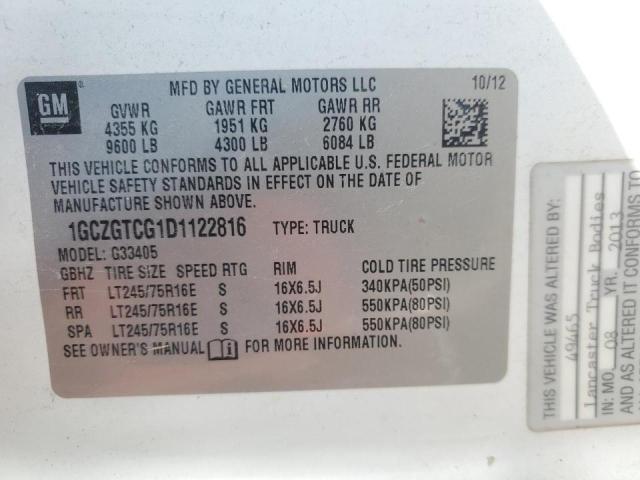 GM
MFD BY GENERAL MOTORS LLC 10/12
GVWR GAWR FRT GAWR RR
4355 KG 1951 KG 2760 KG
9600 LB 4300 LB 6084 LB
THIS VEHICLE CONFORMS TO ALL APPLICABLE U.S. FEDERAL MOTOR
VEHICLE SAFETY STANDARDS IN EFFECT ON THE DATE OF
MANUFACTURE SHOWN ABOVE.
1GCZGTCG1D1122816 TYPE: TRUCK
MODEL: G33405
GBHZ TIRE SIZE SPEED RTG RIM COLD TIRE PRESSURE
FRT LT245/75R16E S 16X6.5J 340KPA(50PSI)
RR LT245/75R16E S 16X6.5J 550KPA(80PSI)
SPA LT245/75R16E S 16X6.5J 550KPA(80PSI)
SEE OWNER'S MANUAL i FOR MORE INFORMATION.
THIS VEHICLE WAS ALTERED
49465
Lancaster Truck Bodies
IN: MO. 08 YR. 2013
AND AS ALTERED IT CONFORMS TO